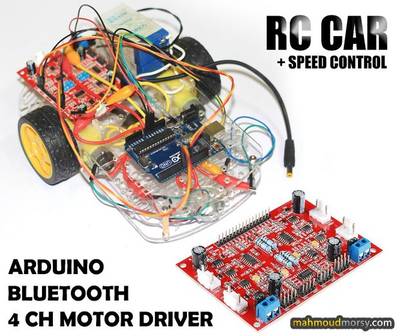 RC CAR
+ SPEED CONTROL
ARDUINO
BLUETOOTH
4 CH MOTOR DRIVER
mahmoudmorsy.com